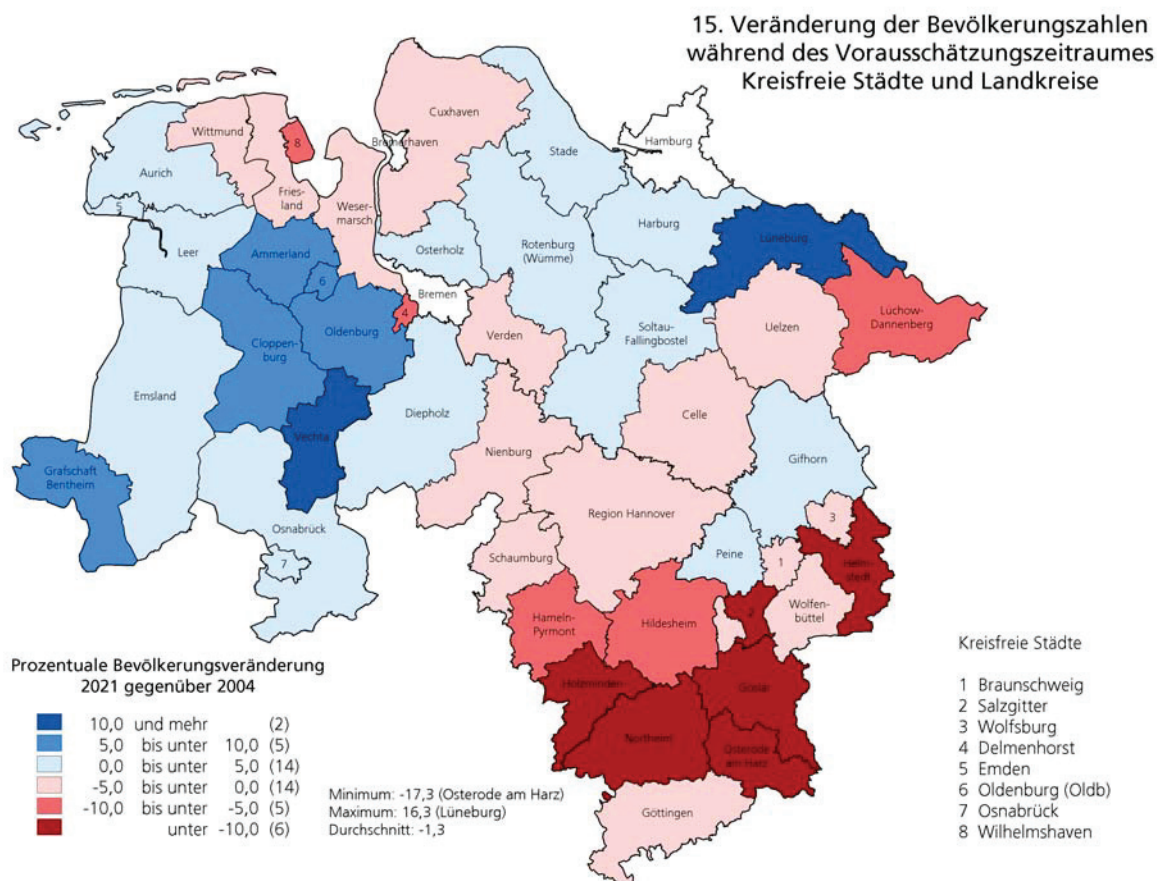 15. Veränderung der Bevölkerungszahlen
während des Vorausschätzungszeitraumes
Kreisfreie Städte und Landkreise
Cuxhaven
Wittmund
8
Bremerhaven
Hamburg
Stade
Aurich
Fries-
land
5
Weser-
marsch
Harburg
Lüneburg
Leer
Ammerland
Osterholz
Rotenburg
(Wümme)
6
Bremen
4
Lüchow-
Dannenberg
Oldenburg
Verden
Soltau-
Fallingbostel
Uelzen
Cloppen-
burg
Emsland
Diepholz
Celle
Vechta
Nienburg
Gifhorn
Grafschaft
Bentheim
Region Hannover
3
Osnabrück
Schaumburg
Peine
7
1
Helm-
stedt
Hameln-
Pyrmont
Hildesheim
2
Wolfen-
büttel
Holzminden
Goslar
Northeim
Osterode
am Harz
Göttingen
Prozentuale Bevölkerungsveränderung
2021 gegenüber 2004
10,0 und mehr (2)
5,0 bis unter 10,0 (5)
0,0 bis unter 5,0 (14)
-5,0 bis unter 0,0 (14)
-10,0 bis unter -5,0 (5)
unter -10,0 (6)
Minimum: -17,3 (Osterode am Harz)
Maximum: 16,3 (Lüneburg)
Durchschnitt: -1,3
Kreisfreie Städte
1 Braunschweig
2 Salzgitter
3 Wolfsburg
4 Delmenhorst
5 Emden
6 Oldenburg (Oldb)
7 Osnabrück
8 Wilhelmshaven